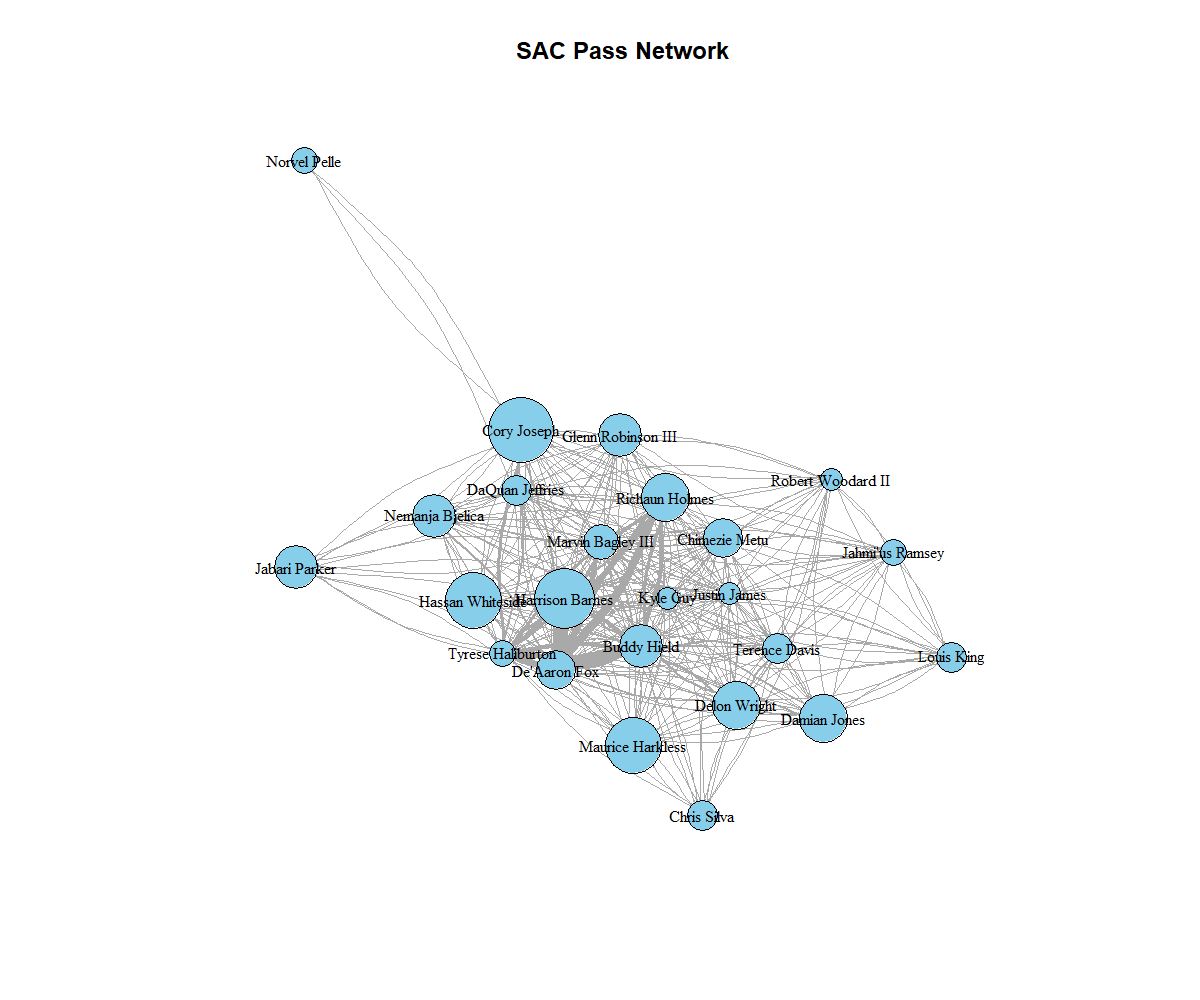 SAC Pass Network
Norvel Pelle
Cory Joseph
Glenn Robinson III
Robert Woodard II
DaQuan Jeffries
Richaun Holmes
Nemanja Bjelica
Marvin Bagley III
Chimezie Metu
Jahmi'us Ramsey
Jabari Parker
Hassan Whiteside
Harrison Barnes
Kyle Guy
Justin James
Tyrese Haliburton
Buddy Hield
Terence Davis
Louis King
De'Aaron Fox
Delon Wright
Damian Jones
Maurice Harkless
Chris Silva